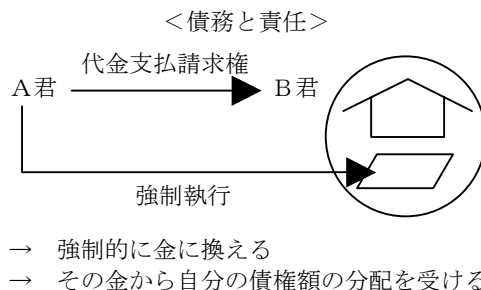 ＜債務と責任＞
代金支払請求権
Ａ君
Ｂ君
強制執行
→　強制的に金に換える
→　その金から自分の債権額の分配を受ける